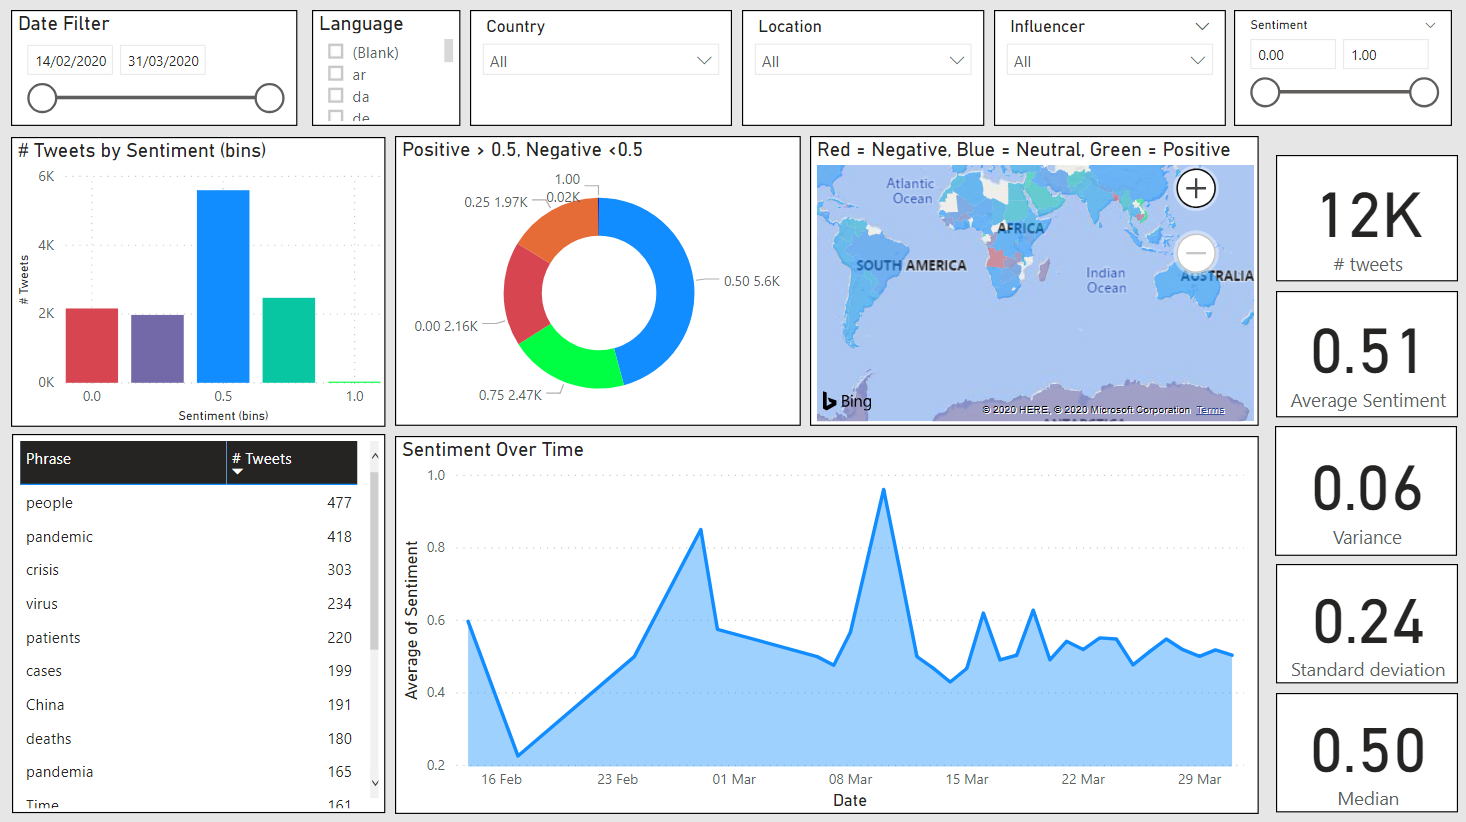 Date Filter
14/02/2020
31/03/2020
Language
(Blank)
ar
da
de
Country
All
Location
All
Influencer
All
Sentiment
0.00
1.00
# Tweets by Sentiment (bins)
6K
4K
2K
0K
# Tweets
0.0
0.5
1.0
Sentiment (bins)
Positive > 0.5, Negative <0.5
1.00
0.02K
0.25 1.97K
0.50 5.6K
0.00 2.16K
0.75 2.47K
Red = Negative, Blue = Neutral, Green = Positive
Atlantic
Ocean
AFRICA
SOUTH AMERICA
Indian
Ocean
AUSTRALIA
Bing
© 2020 HERE, © 2020 Microsoft Corporation Terms
ANTARCTICA
12K
# tweets
0.51
Average Sentiment
0.06
Variance
0.24
Standard deviation
0.50
Median
Phrase # Tweets
people 477
pandemic 418
crisis 303
virus 234
patients 220
cases 199
China 191
deaths 180
pandemia 165
Time 161
Sentiment Over Time
1.0
0.8
0.6
0.4
0.2
Average of Sentiment
16 Feb
23 Feb
01 Mar
08 Mar
15 Mar
22 Mar
29 Mar
Date